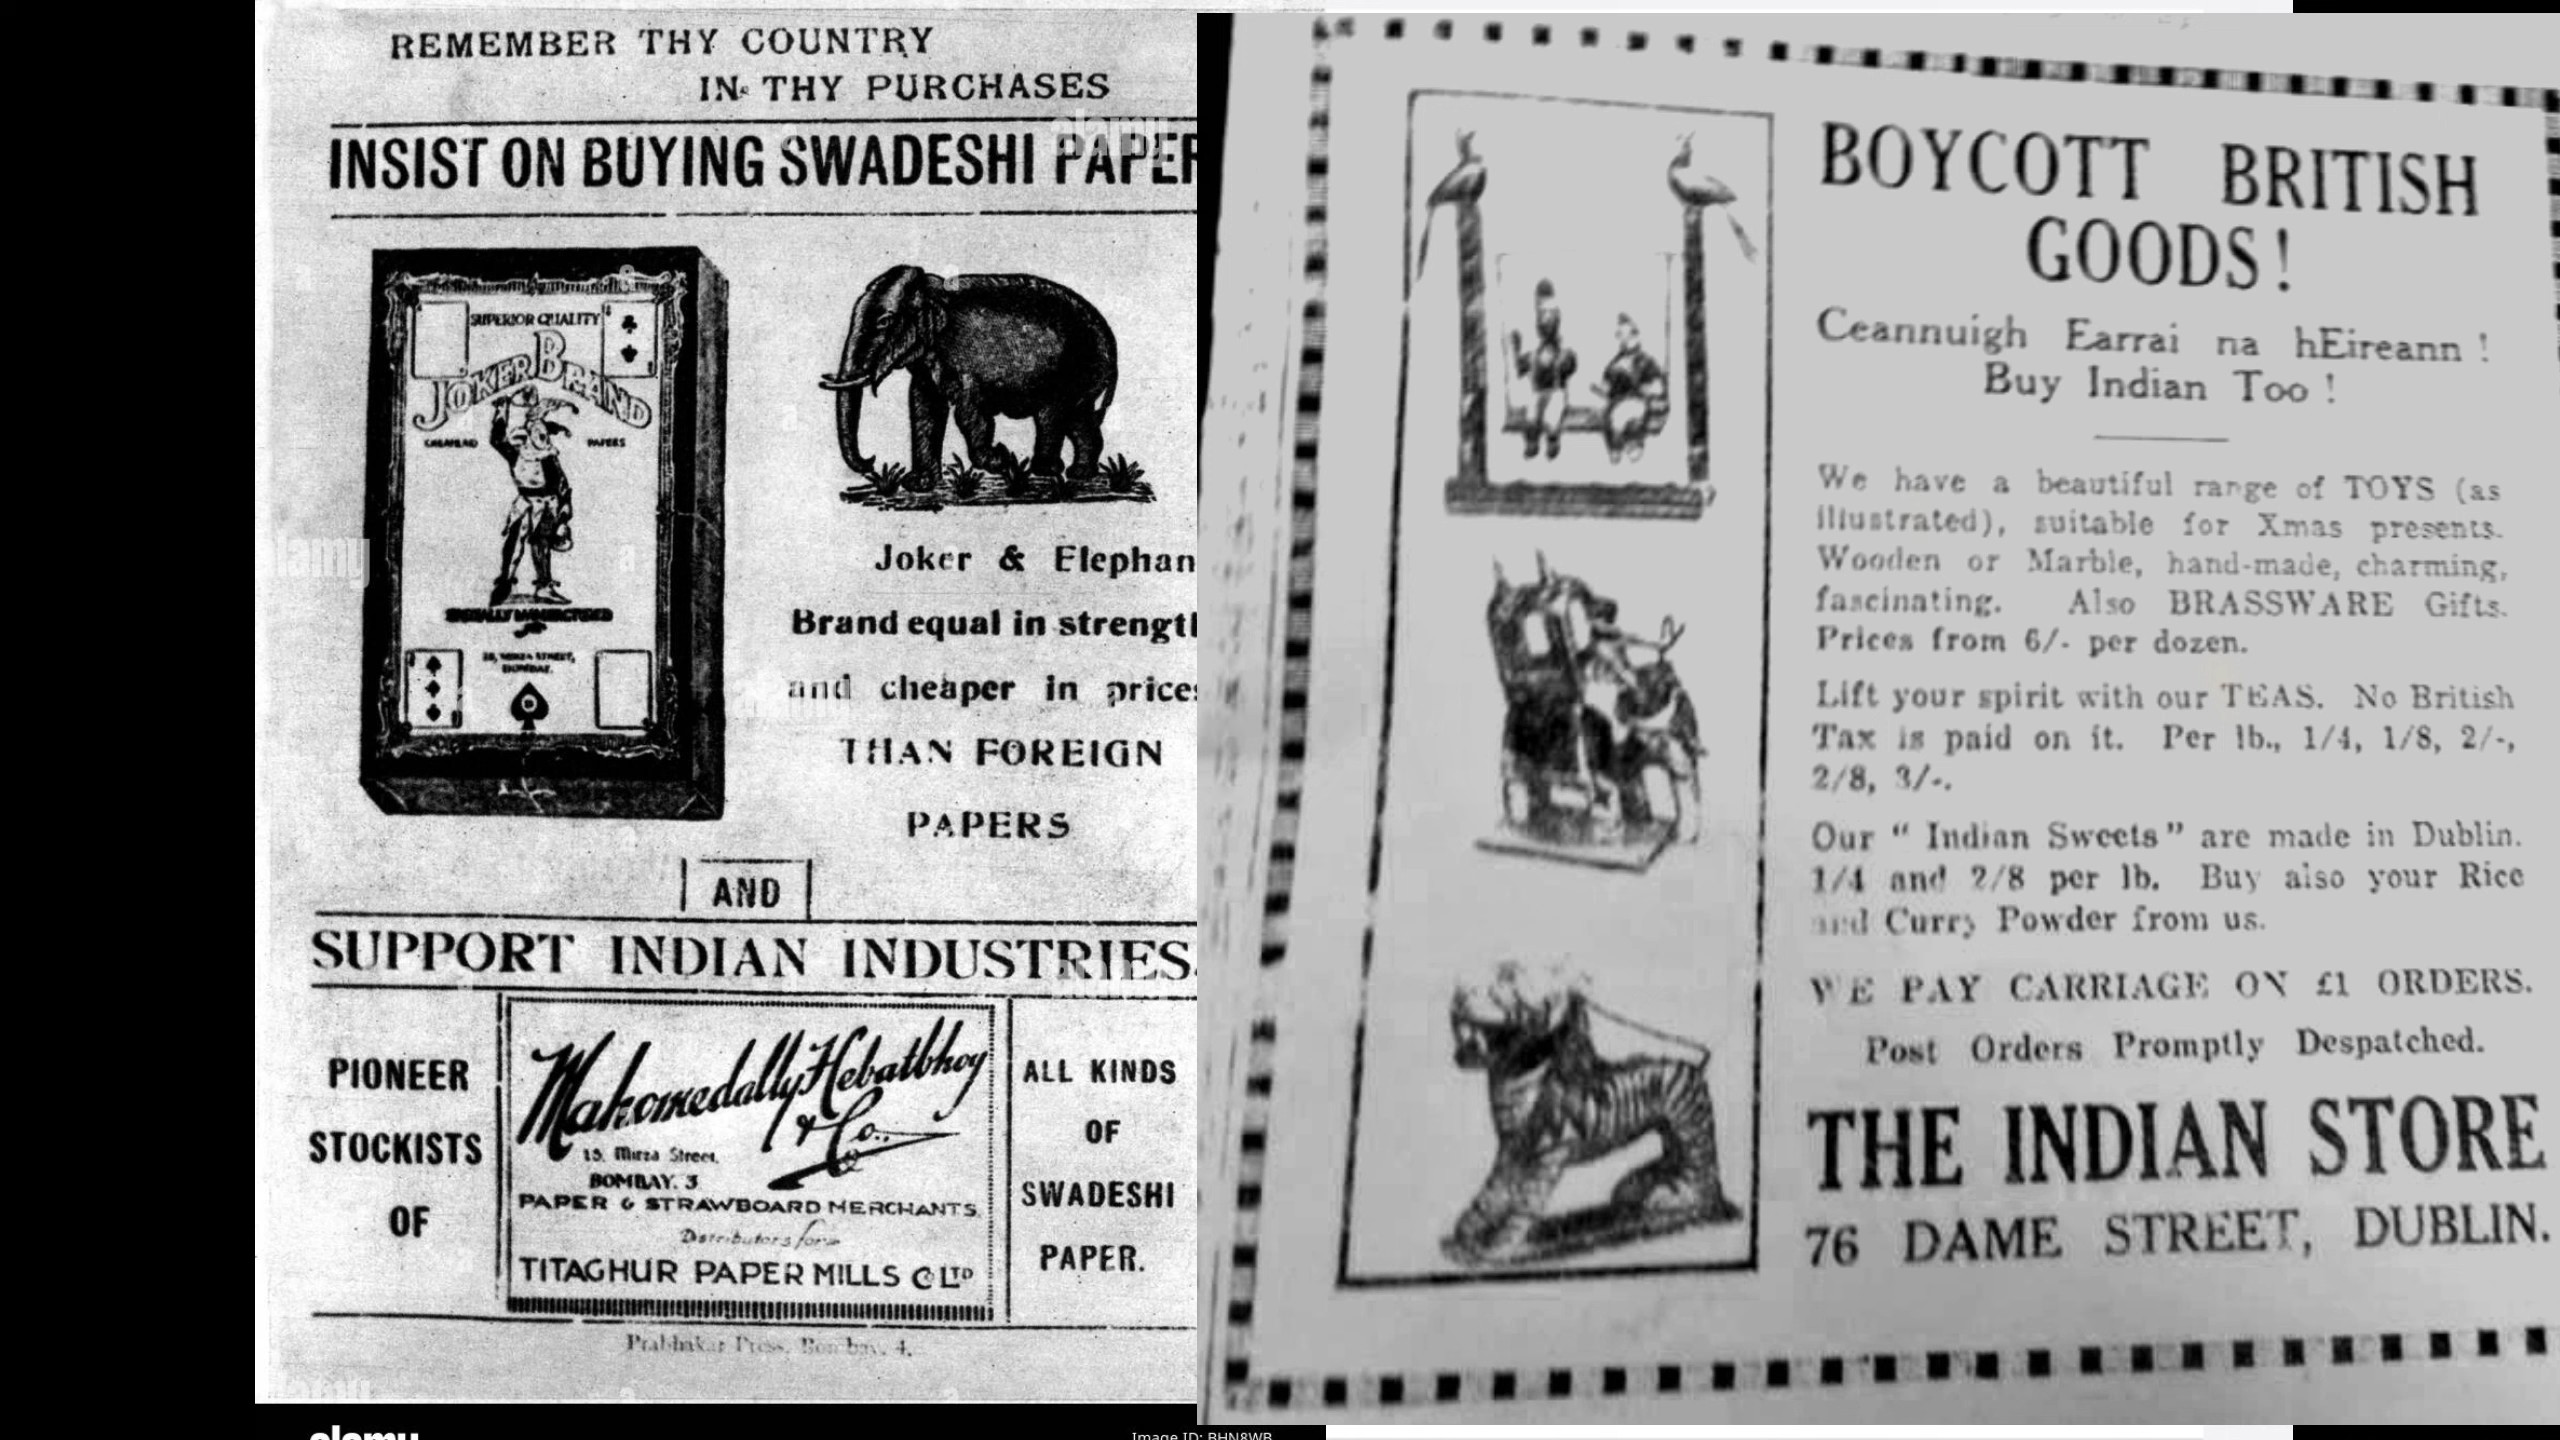 REMEMBER THY COUNTRY
IN THY PURCHASES
INSIST ON BUYING SWADESHI PAPER
SUPERIOR QUALITY
JOKER BRAND
PAPERS
BOMBAY.
Joker & Elephan
Brand equal in strengt
and cheaper in prices
THAN FOREIGN
PAPERS
AND
SUPPORT INDIAN INDUSTRIES
PIONEER
STOCKISTS
OF
Mahomedally Hebatbhoy
& Co.,
15, Mirza Street,
BOMBAY. 3
PAPER & STRAWBOARD MERCHANTS
Distributors for
TITAGHUR PAPER MILLS Co LTD
ALL KINDS
OF
SWADESHI
PAPER.
Prabhakar Press, Bombay, 4.
alamy
Image ID: BHN8WB
BOYCOTT BRITISH
GOODS!
Ceannuigh Earrai na hEireann!
Buy Indian Too!
We have a beautiful range of TOYS (as
illustrated), suitable for Xmas presents.
Wooden or Marble, hand-made, charming,
fascinating. Also BRASSWARE Gifts.
Prices from 6/- per dozen.
Lift your spirit with our TEAS. No British
Tax is paid on it. Per lb., 1/4, 1/8, 2/-,
2/8, 3/-.
Our "Indian Sweets" are made in Dublin.
1/4 and 2/8 per lb. Buy also your Rice
and Curry Powder from us.
WE PAY CARRIAGE ON £1 ORDERS.
Post Orders Promptly Despatched.
THE INDIAN STORE
76 DAME STREET, DUBLIN.